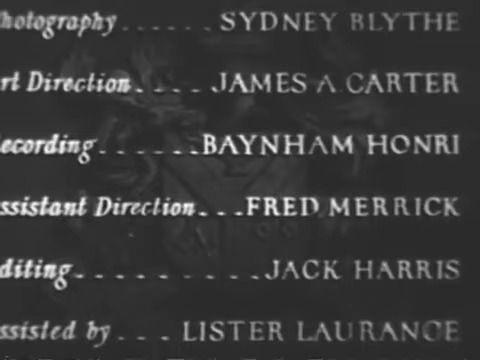 hotography......SYDNEY BLYTHE
rt Direction.....JAMES A CARTER
ecording......BAYNHAM HONRI
ssistant Direction...FRED MERRICK
diting..........JACK HARRIS
ssisted by... LISTER LAURANCE